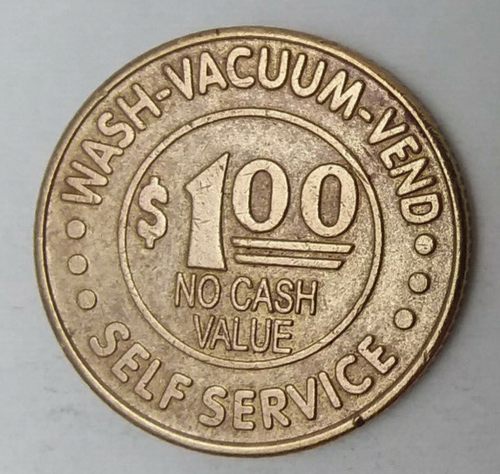 WASH-VACUUM-VEND
$1.00
NO CASH
VALUE
SELF SERVICE